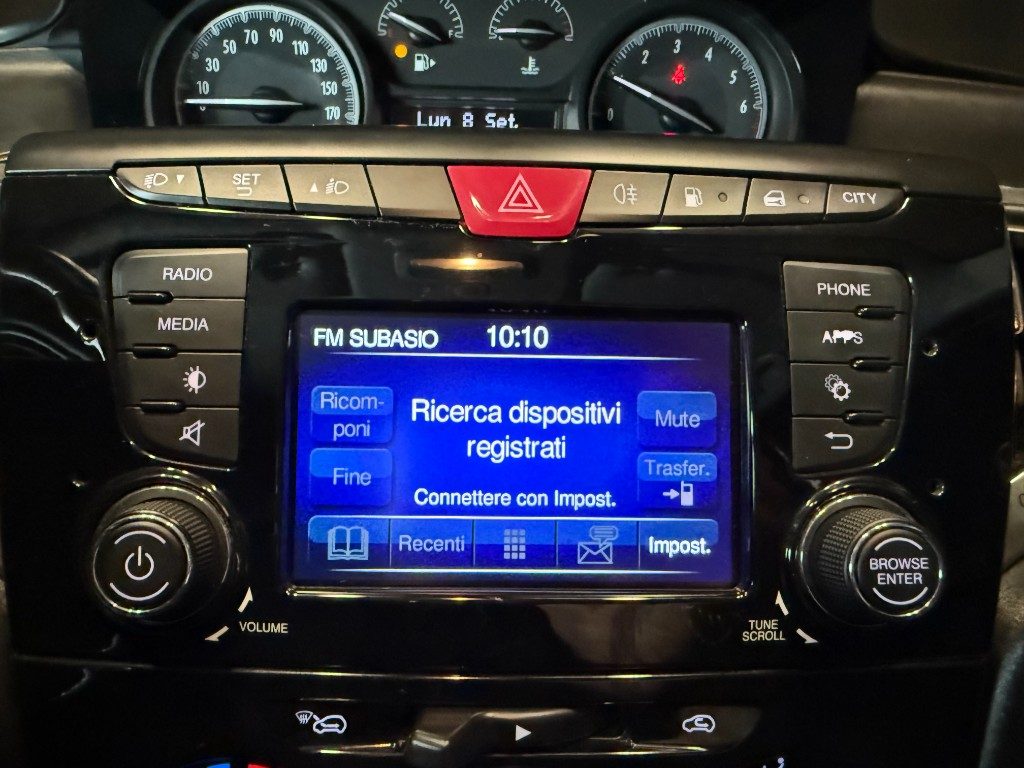 10 30 50 70 90 110 130 150 170
F
0 1 2 3 4 5 6
Lun 8 Set.
SET
CITY
RADIO
MEDIA
PHONE
APPS
FM SUBASIO 10:10
Ricom-
poni
Ricerca dispositivi
registrati
Mute
Fine
Trasfer.
Connettere con Impost.
Recenti
Impost.
BROWSE
ENTER
VOLUME
TUNE
SCROLL